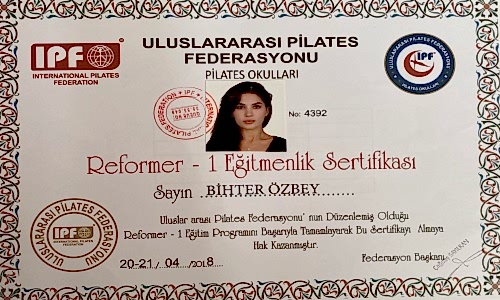 IPF
INTERNATIONAL PILATES
FEDERATION
ULUSLARARASI PİLATES
FEDERASYONU
PİLATES OKULLARI
ULUSLARARASI PİLATES FEDERASYONU
IPF
PİLATES OKULLARI
No: 4392
Reformer - 1 Eğitmenlik Sertifikası
Sayın ..BİHTER ÖZBEY..........
Uluslar arası Pilates Federasyonu' nun Düzenlemiş Olduğu
Reformer - 1 Eğitim Programını Başarıyla Tamamlayarak Bu Sertifikayı Almaya
Hak Kazanmıştır.
20-21/ 04 /2018
Federasyon Başkanı
IPF